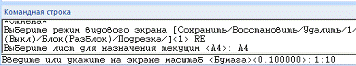 Командная строка
Выберите режим видового экрана [Сохранить/Восстановить/Удалить/1/
(Выкл)/Блок(Разблок)/Подрезка/]<1> RE
Выберите лист для назначения текущим <A4>: A4
Введите или укажите на экране масштаб <Бумага><0.100000>: 1:10